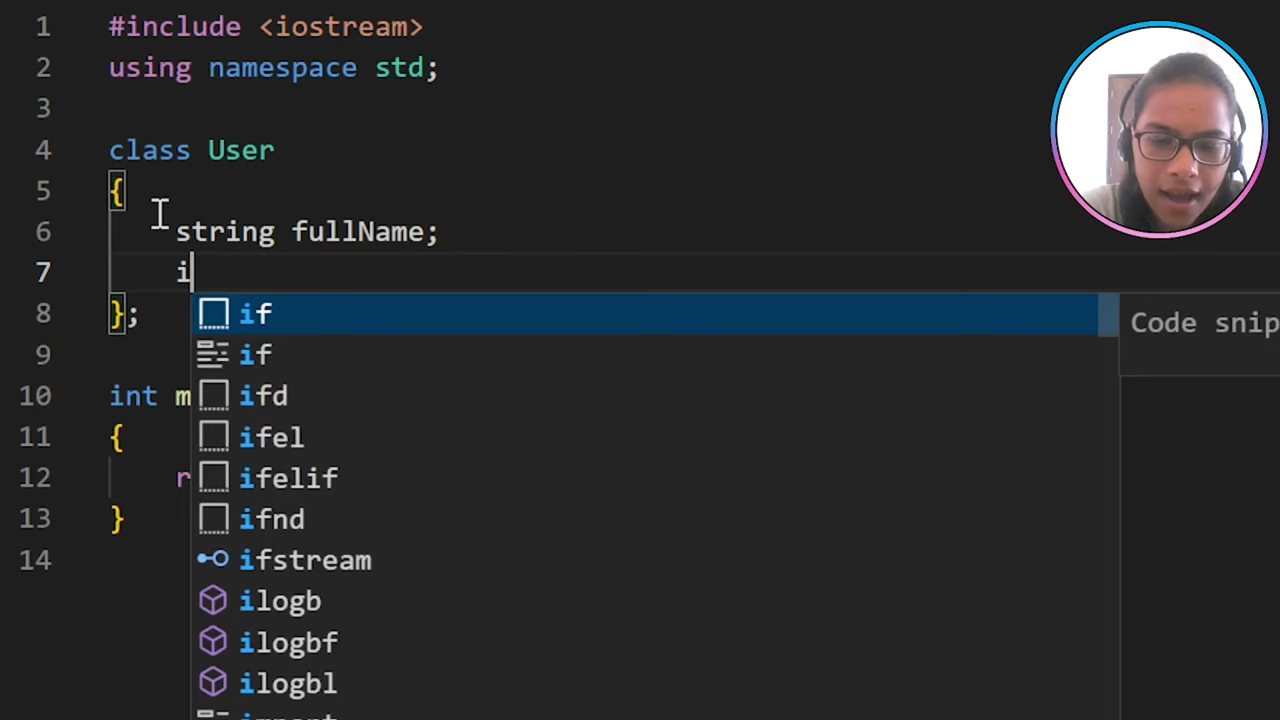 1 #include <iostream>
2 using namespace std;
3
4 class User
5 {
6 string fullName;
7 i
8 };
9
10 int m
11 {
12 r
13 }
14
if
if
ifd
ifel
ifelif
ifnd
ifstream
ilogb
ilogbf
ilogbl
Code snip